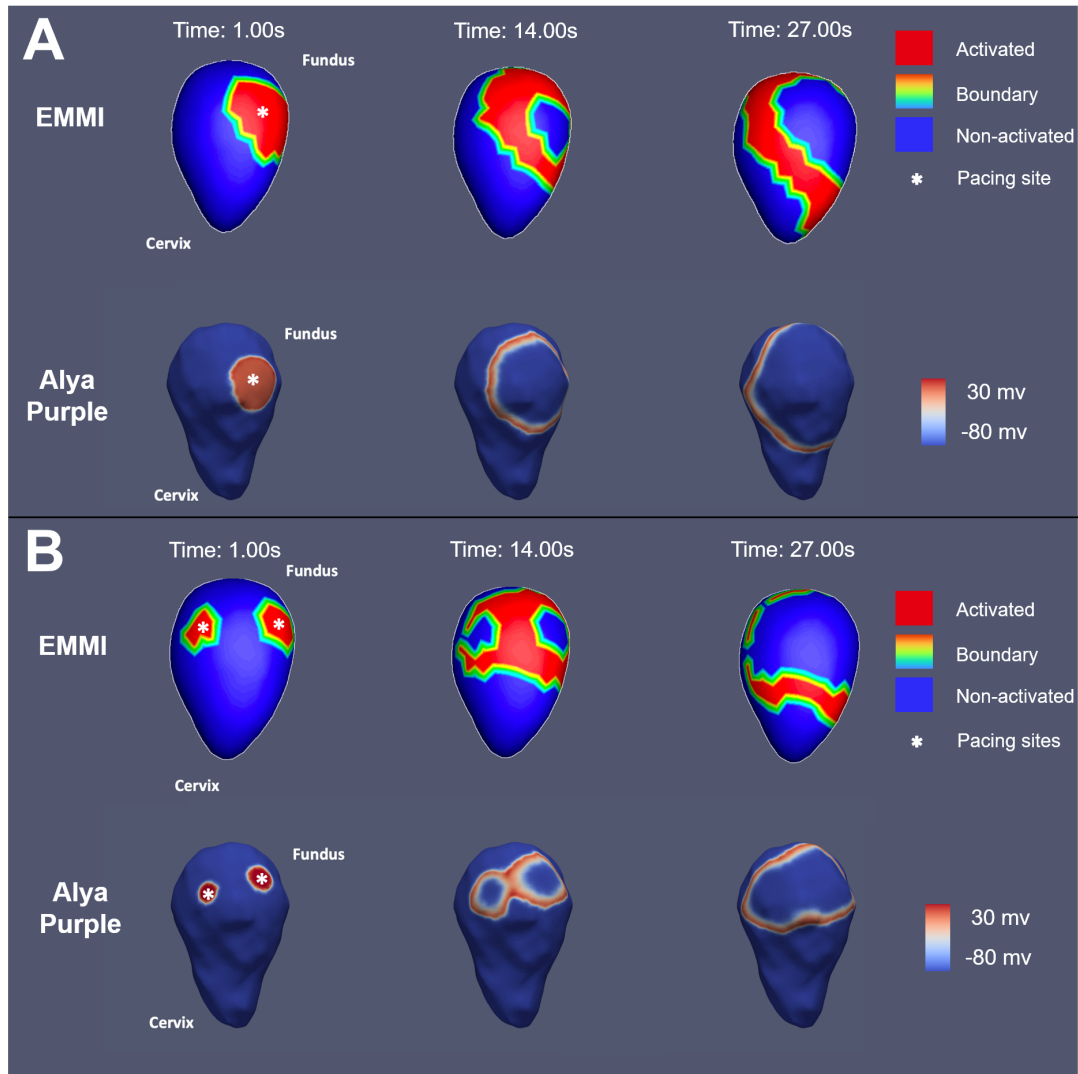 A
Time: 1.00s
Time: 14.00s
Time: 27.00s
Fundus
EMMI
Activated
Boundary
Non-activated
* Pacing site
Cervix
*
Fundus
Alya
Purple
*
30 mv
-80 mv
Cervix
B
Time: 1.00s
Time: 14.00s
Time: 27.00s
Fundus
EMMI
* *
Activated
Boundary
Non-activated
* Pacing sites
Cervix
Fundus
Alya
Purple
* *
30 mv
-80 mv
Cervix